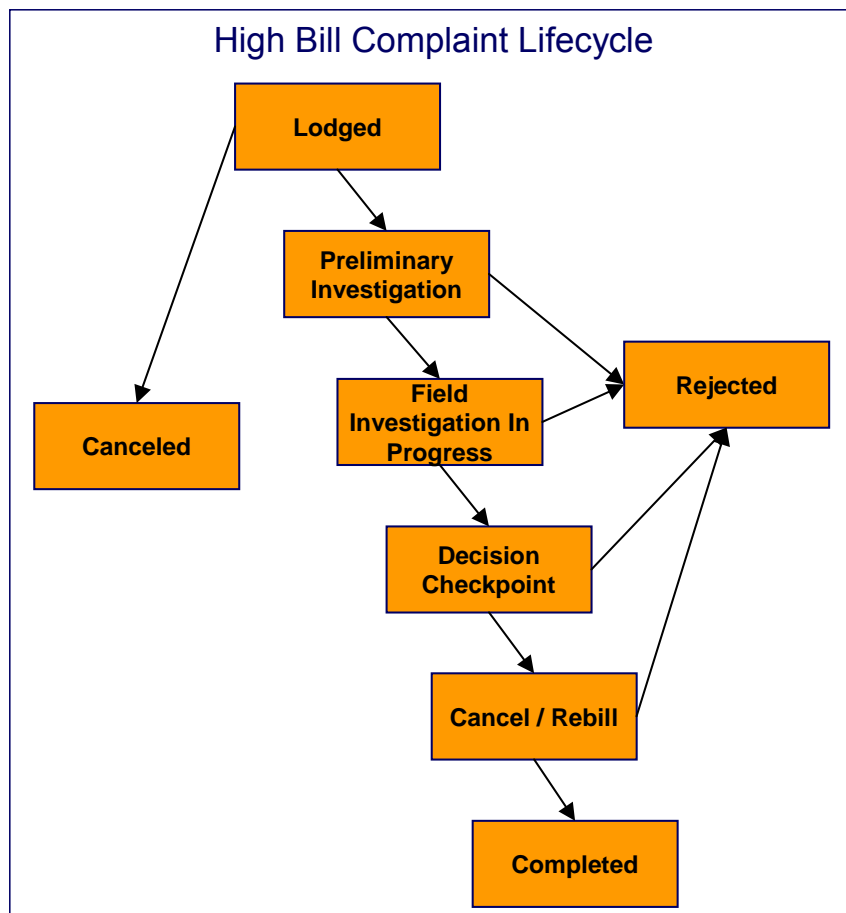 High Bill Complaint Lifecycle
Lodged
Preliminary
Investigation
Rejected
Field
Investigation In
Progress
Canceled
Decision
Checkpoint
Cancel / Rebill
Completed